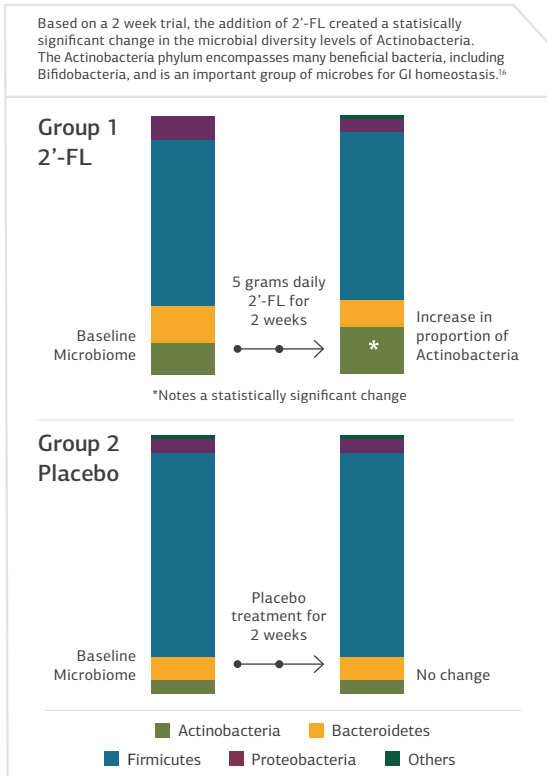 Based on a 2 week trial, the addition of 2'-FL created a statisically
significant change in the microbial diversity levels of Actinobacteria.
The Actinobacteria phylum encompasses many beneficial bacteria, including
Bifidobacteria, and is an important group of microbes for GI homeostasis.¹⁶
Group 1
2'-FL
5 grams daily
2'-FL for
2 weeks
Baseline
Microbiome
*
Increase in
proportion of
Actinobacteria
*Notes a statistically significant change
Group 2
Placebo
Placebo
treatment for
2 weeks
Baseline
Microbiome
No change
Actinobacteria Bacteroidetes
Firmicutes Proteobacteria Others